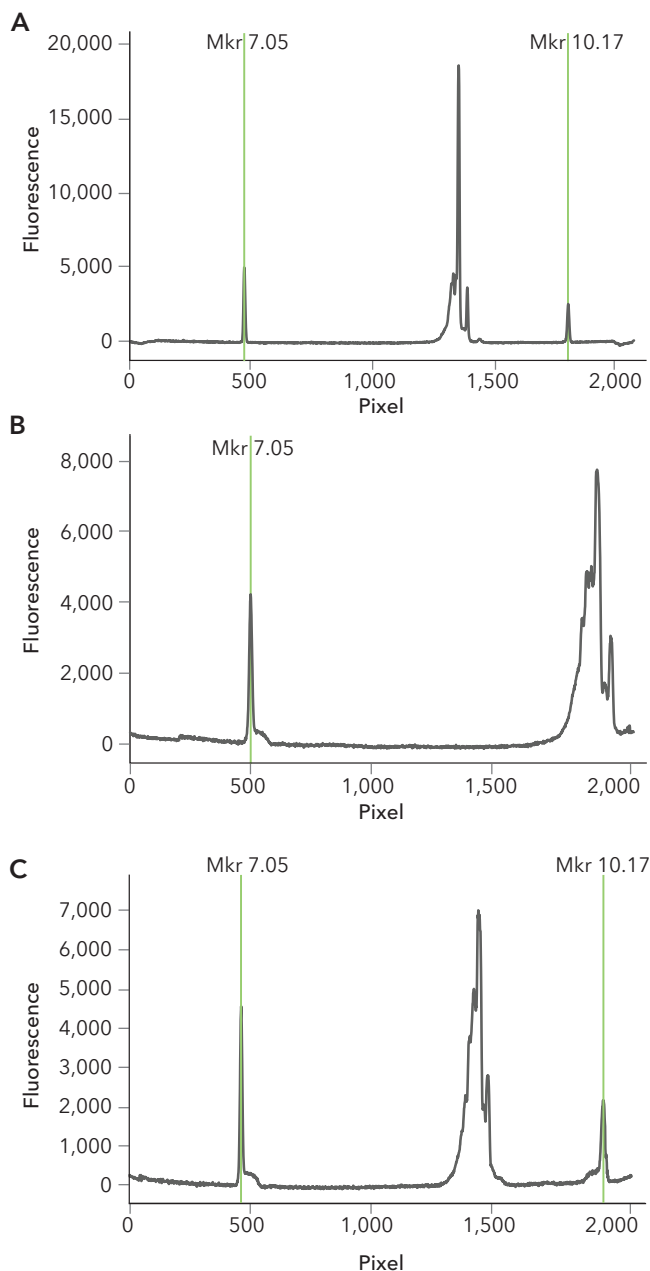 A
Mkr 7.05 Mkr 10.17
20,000
15,000
10,000
5,000
0
Fluorescence
0 500 1,000 1,500 2,000
Pixel
B
Mkr 7.05
8,000
6,000
4,000
2,000
0
Fluorescence
0 500 1,000 1,500 2,000
Pixel
C
Mkr 7.05 Mkr 10.17
7,000
6,000
5,000
4,000
3,000
2,000
1,000
0
Fluorescence
0 500 1,000 1,500 2,000
Pixel